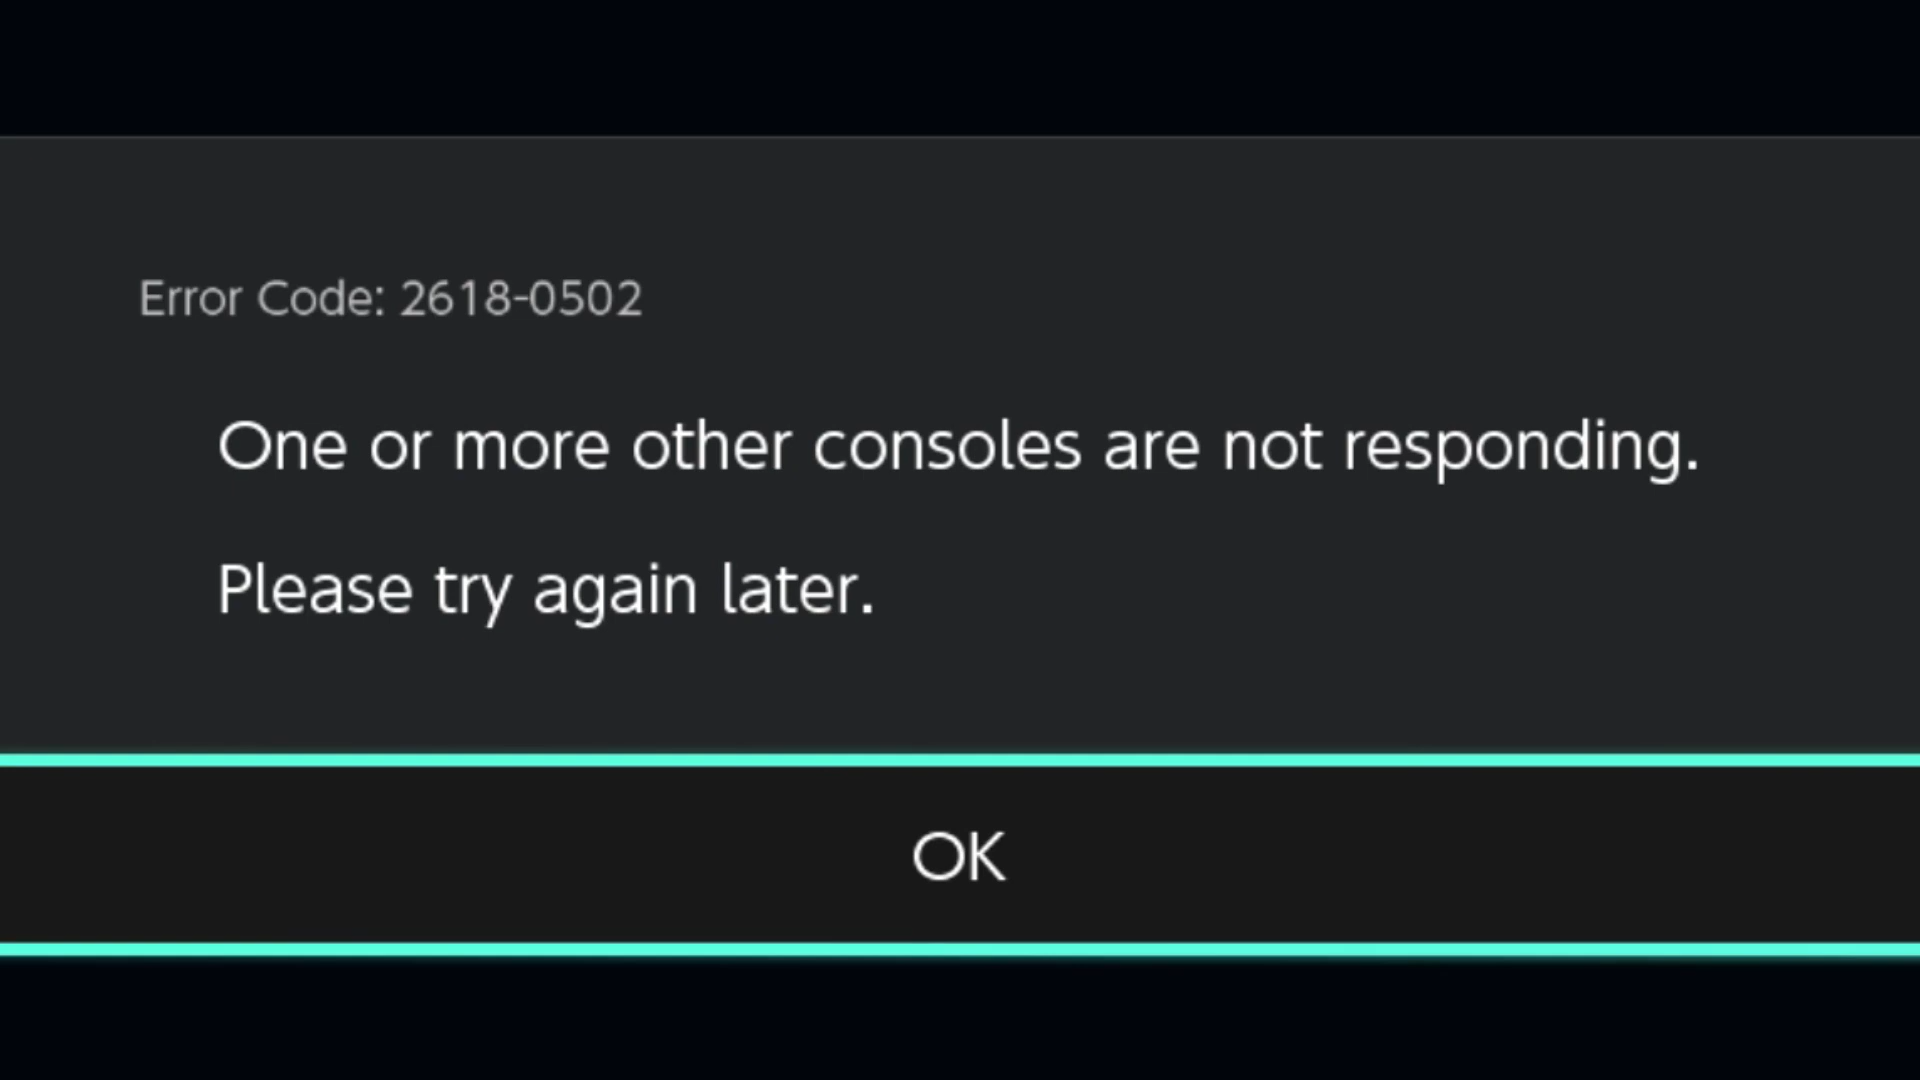 Error Code: 2618-0502
One or more other consoles are not responding.
Please try again later.
OK